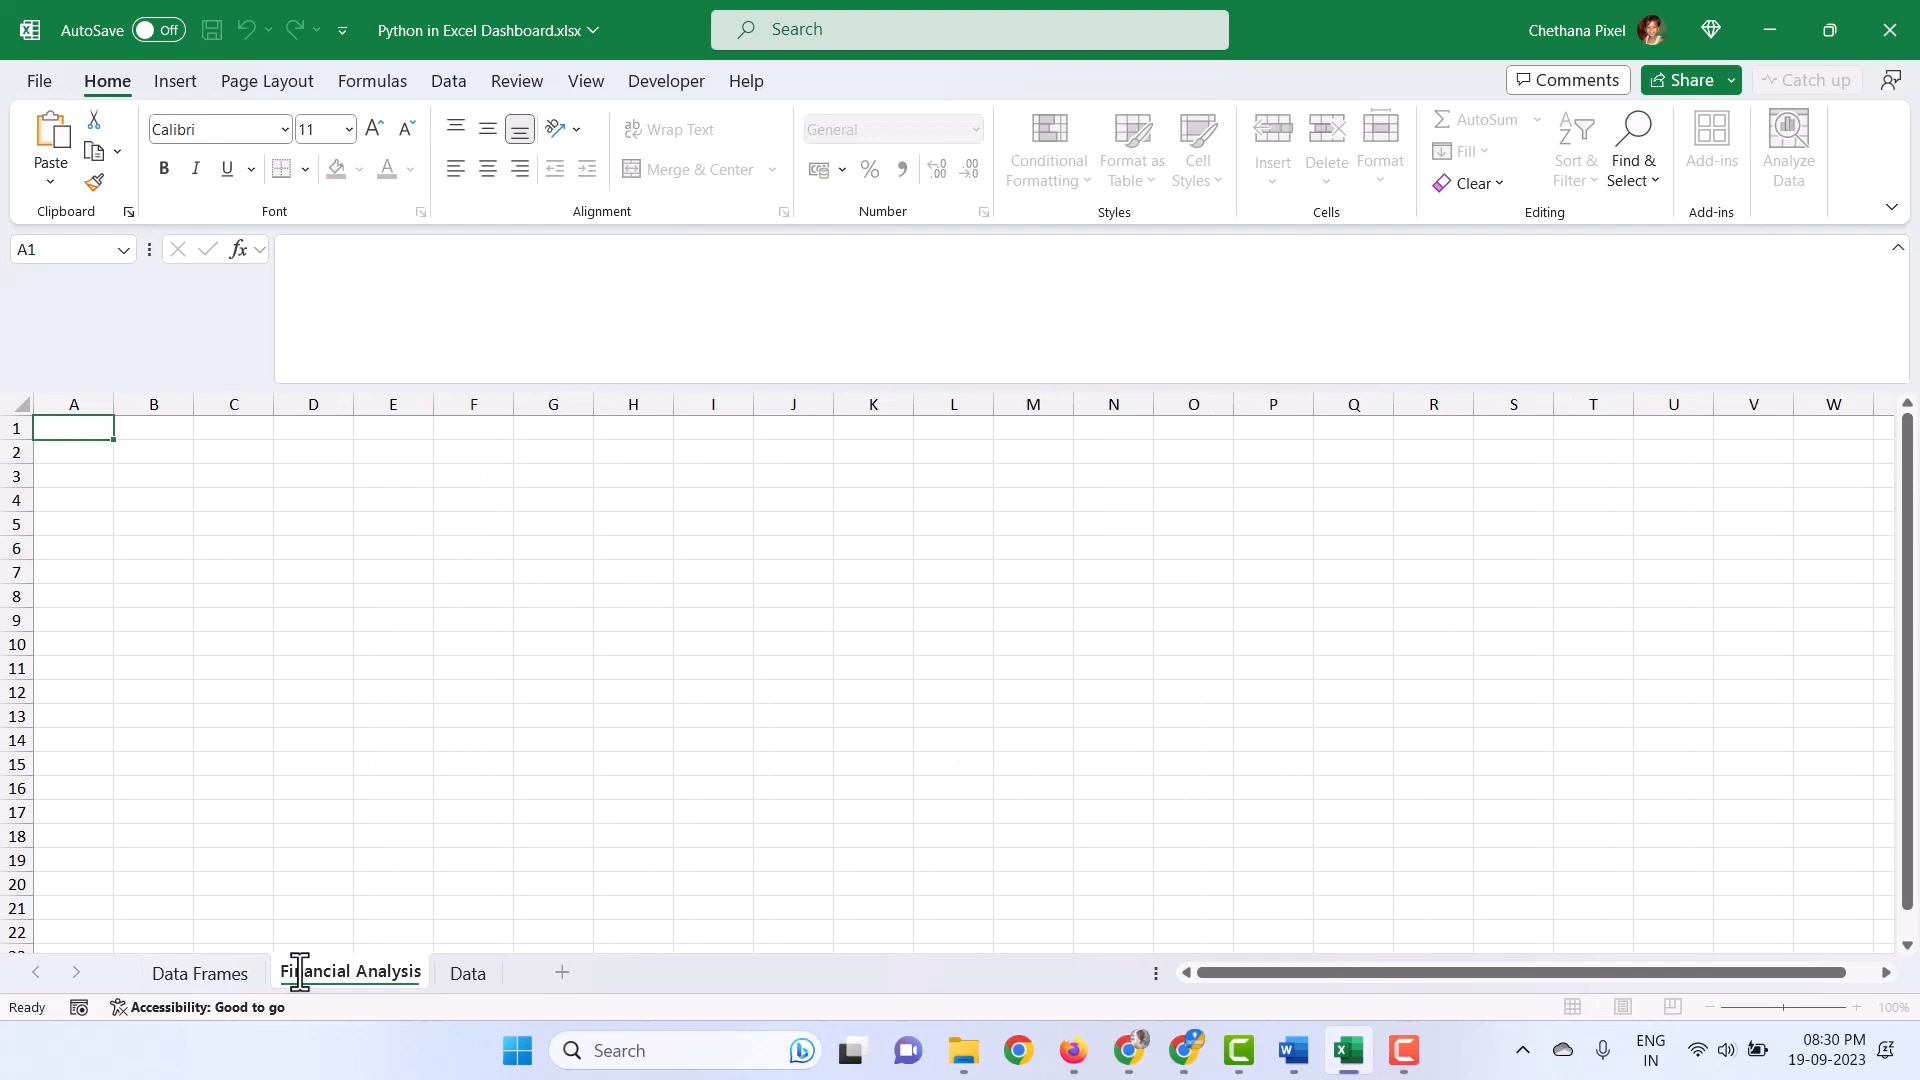 AutoSave Off Python in Excel Dashboard.xlsx Search Chethana Pixel
File Home Insert Page Layout Formulas Data Review View Developer Help Comments Share Catch up
Paste
Clipboard
Calibri 11
B I U
Font
ab Wrap Text
Merge & Center
Alignment
General
% 9 .00 .00
Number
Conditional Formatting
Format as Table
Cell Styles
Styles
Insert Delete Format
Cells
AutoSum
Fill
Clear
Sort & Filter
Find & Select
Editing
Add-ins
Add-ins
Analyze Data
A1 fx
A B C D E F G H I J K L M N O P Q R S T U V W
1
2
3
4
5
6
7
8
9
10
11
12
13
14
15
16
17
18
19
20
21
22
Data Frames Financial Analysis Data
Ready Accessibility: Good to go 100%
Search ENG IN 08:30 PM 19-09-2023